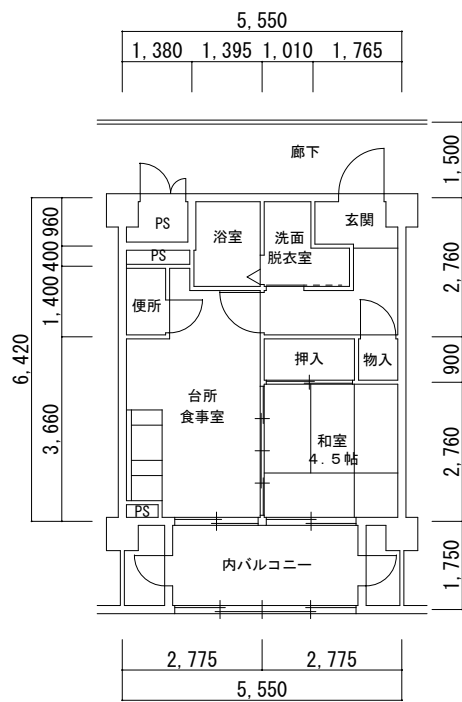 5,550
1,380
1,395
1,010
1,765
廊下
1,500
960
PS
浴室
洗面
脱衣室
玄関
400
PS
2,760
1,400
便所
6,420
押入
物入
900
3,660
台所
食事室
和室
4.5帖
2,760
PS
内バルコニー
1,750
2,775
2,775
5,550